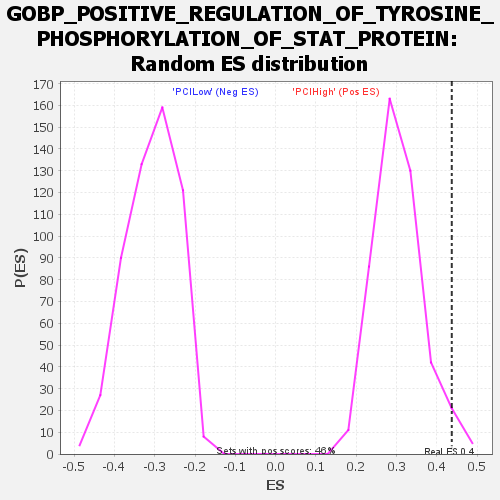 GOBP_POSITIVE_REGULATION_OF_TYROSINE_
PHOSPHORYLATION_OF_STAT_PROTEIN:
Random ES distribution
'PCILow' (Neg ES) 'PCIHigh' (Pos ES)
170
160
150
140
130
120
110
100
90
80
70
60
50
40
30
20
10
0
P(ES)
Sets with pos scores: 46%
Real ES 0.4
-0.5 -0.4 -0.3 -0.2 -0.1 0.0 0.1 0.2 0.3 0.4 0.5
ES